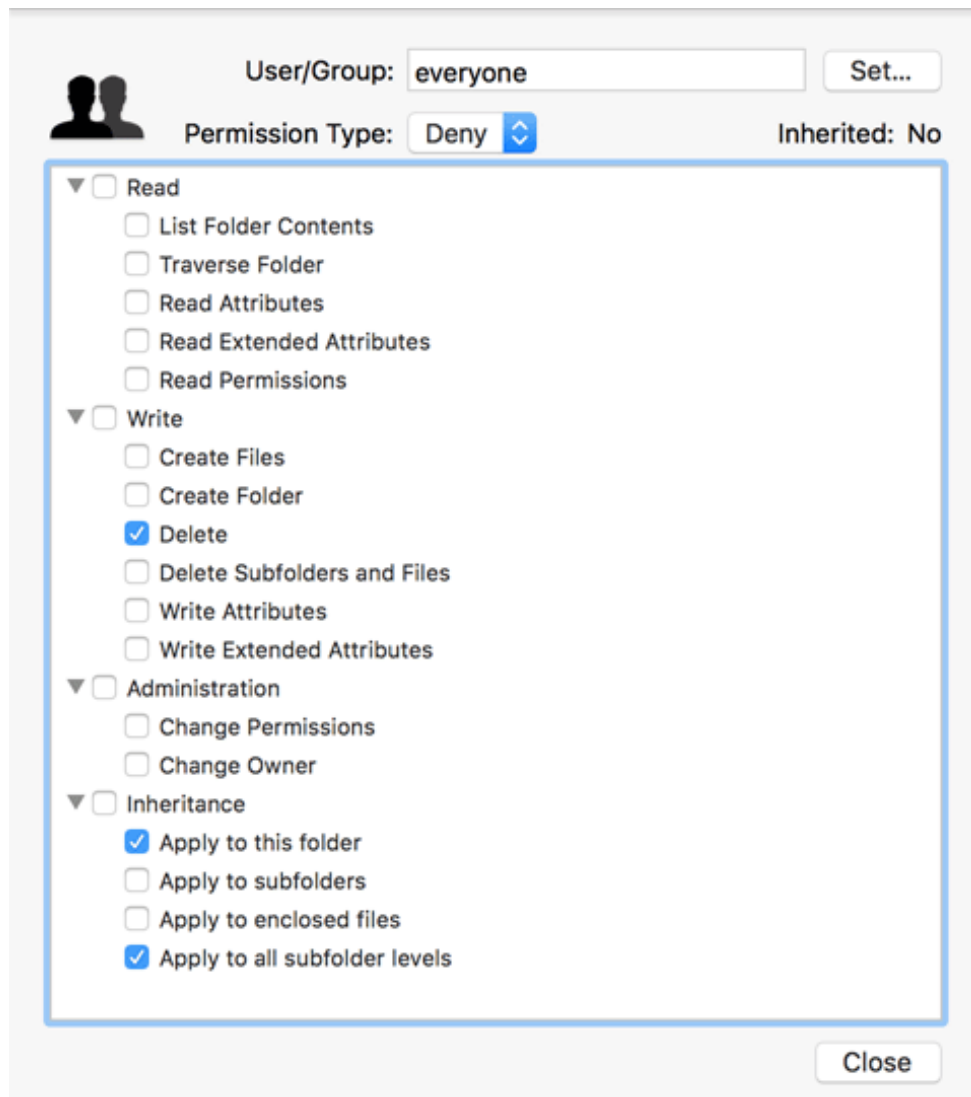 User/Group: everyone Set...
Permission Type: Deny Inherited: No
Read
List Folder Contents
Traverse Folder
Read Attributes
Read Extended Attributes
Read Permissions
Write
Create Files
Create Folder
Delete
Delete Subfolders and Files
Write Attributes
Write Extended Attributes
Administration
Change Permissions
Change Owner
Inheritance
Apply to this folder
Apply to subfolders
Apply to enclosed files
Apply to all subfolder levels
Close